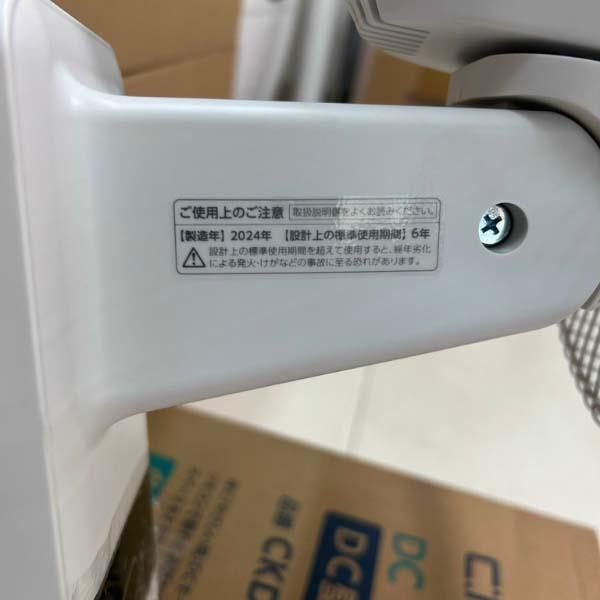 ご使用上のご注意 取扱説明書をよくお読みください。
【製造年】2024年 【設計上の標準使用期間】6年
設計上の標準使用期間を超えて使用すると、経年劣化
による発火・けがなどの事故に至る恐れがあります。
品番 CKD
DC
DC